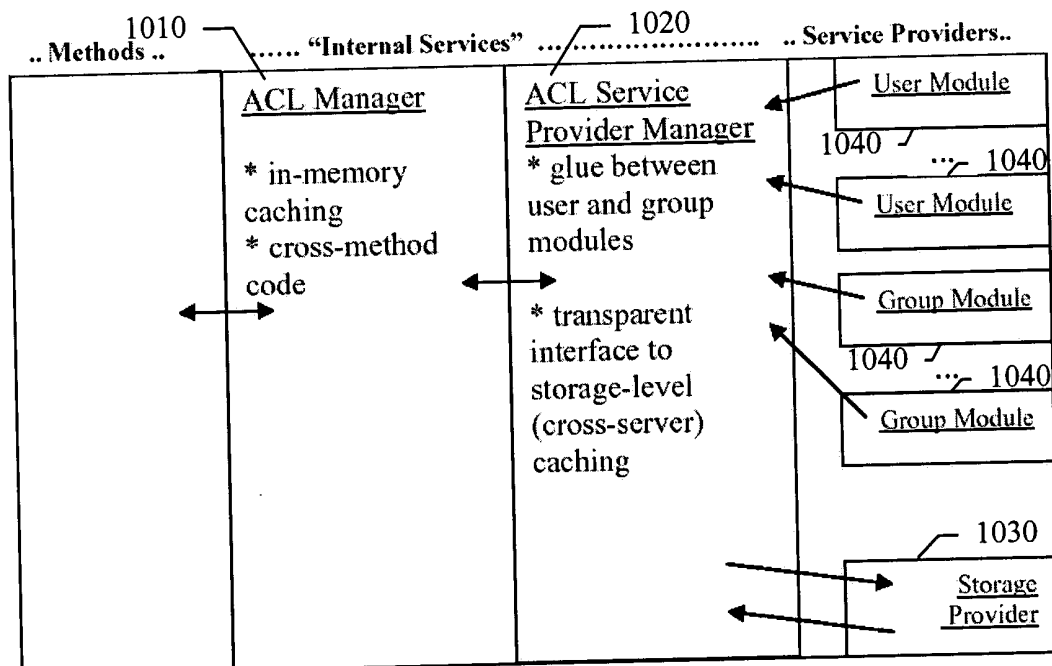 1010
1020
.. Methods ..
...... “Internal Services” ........................
.. Service Providers..
ACL Manager
* in-memory
caching
* cross-method
code
ACL Service
Provider Manager
* glue between
user and group
modules
* transparent
interface to
storage-level
(cross-server)
caching
User Module
1040
... 1040
User Module
Group Module
1040
... 1040
Group Module
1030
Storage
Provider